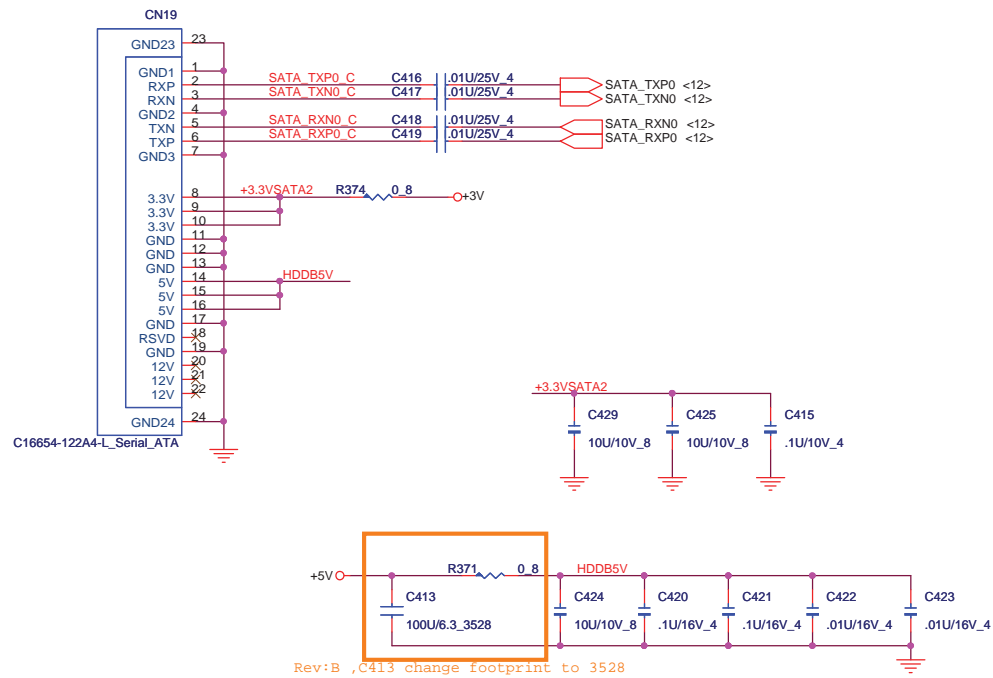 CN19
GND23 23
GND1 1
RXP 2 SATA_TXP0_C C416 .01U/25V_4 SATA_TXP0 <12>
RXN 3 SATA_TXN0_C C417 .01U/25V_4 SATA_TXN0 <12>
GND2 4
TXN 5 SATA_RXN0_C C418 .01U/25V_4 SATA_RXN0 <12>
TXP 6 SATA_RXP0_C C419 .01U/25V_4 SATA_RXP0 <12>
GND3 7
3.3V 8 +3.3VSATA2 R374 0_8 +3V
3.3V 9
3.3V 10
GND 11
GND 12
GND 13
5V 14 HDDB5V
5V 15
5V 16
GND 17
RSVD 18
GND 19
12V 20
12V 21
12V 22
GND24 24
C16654-122A4-L_Serial_ATA
+3.3VSATA2
C429 C425 C415
10U/10V_8 10U/10V_8 .1U/10V_4
+5V R371 0_8 HDDB5V
C413 C424 C420 C421 C422 C423
100U/6.3_3528 10U/10V_8 .1U/16V_4 .1U/16V_4 .01U/16V_4 .01U/16V_4
Rev:B ,C413 change footprint to 3528